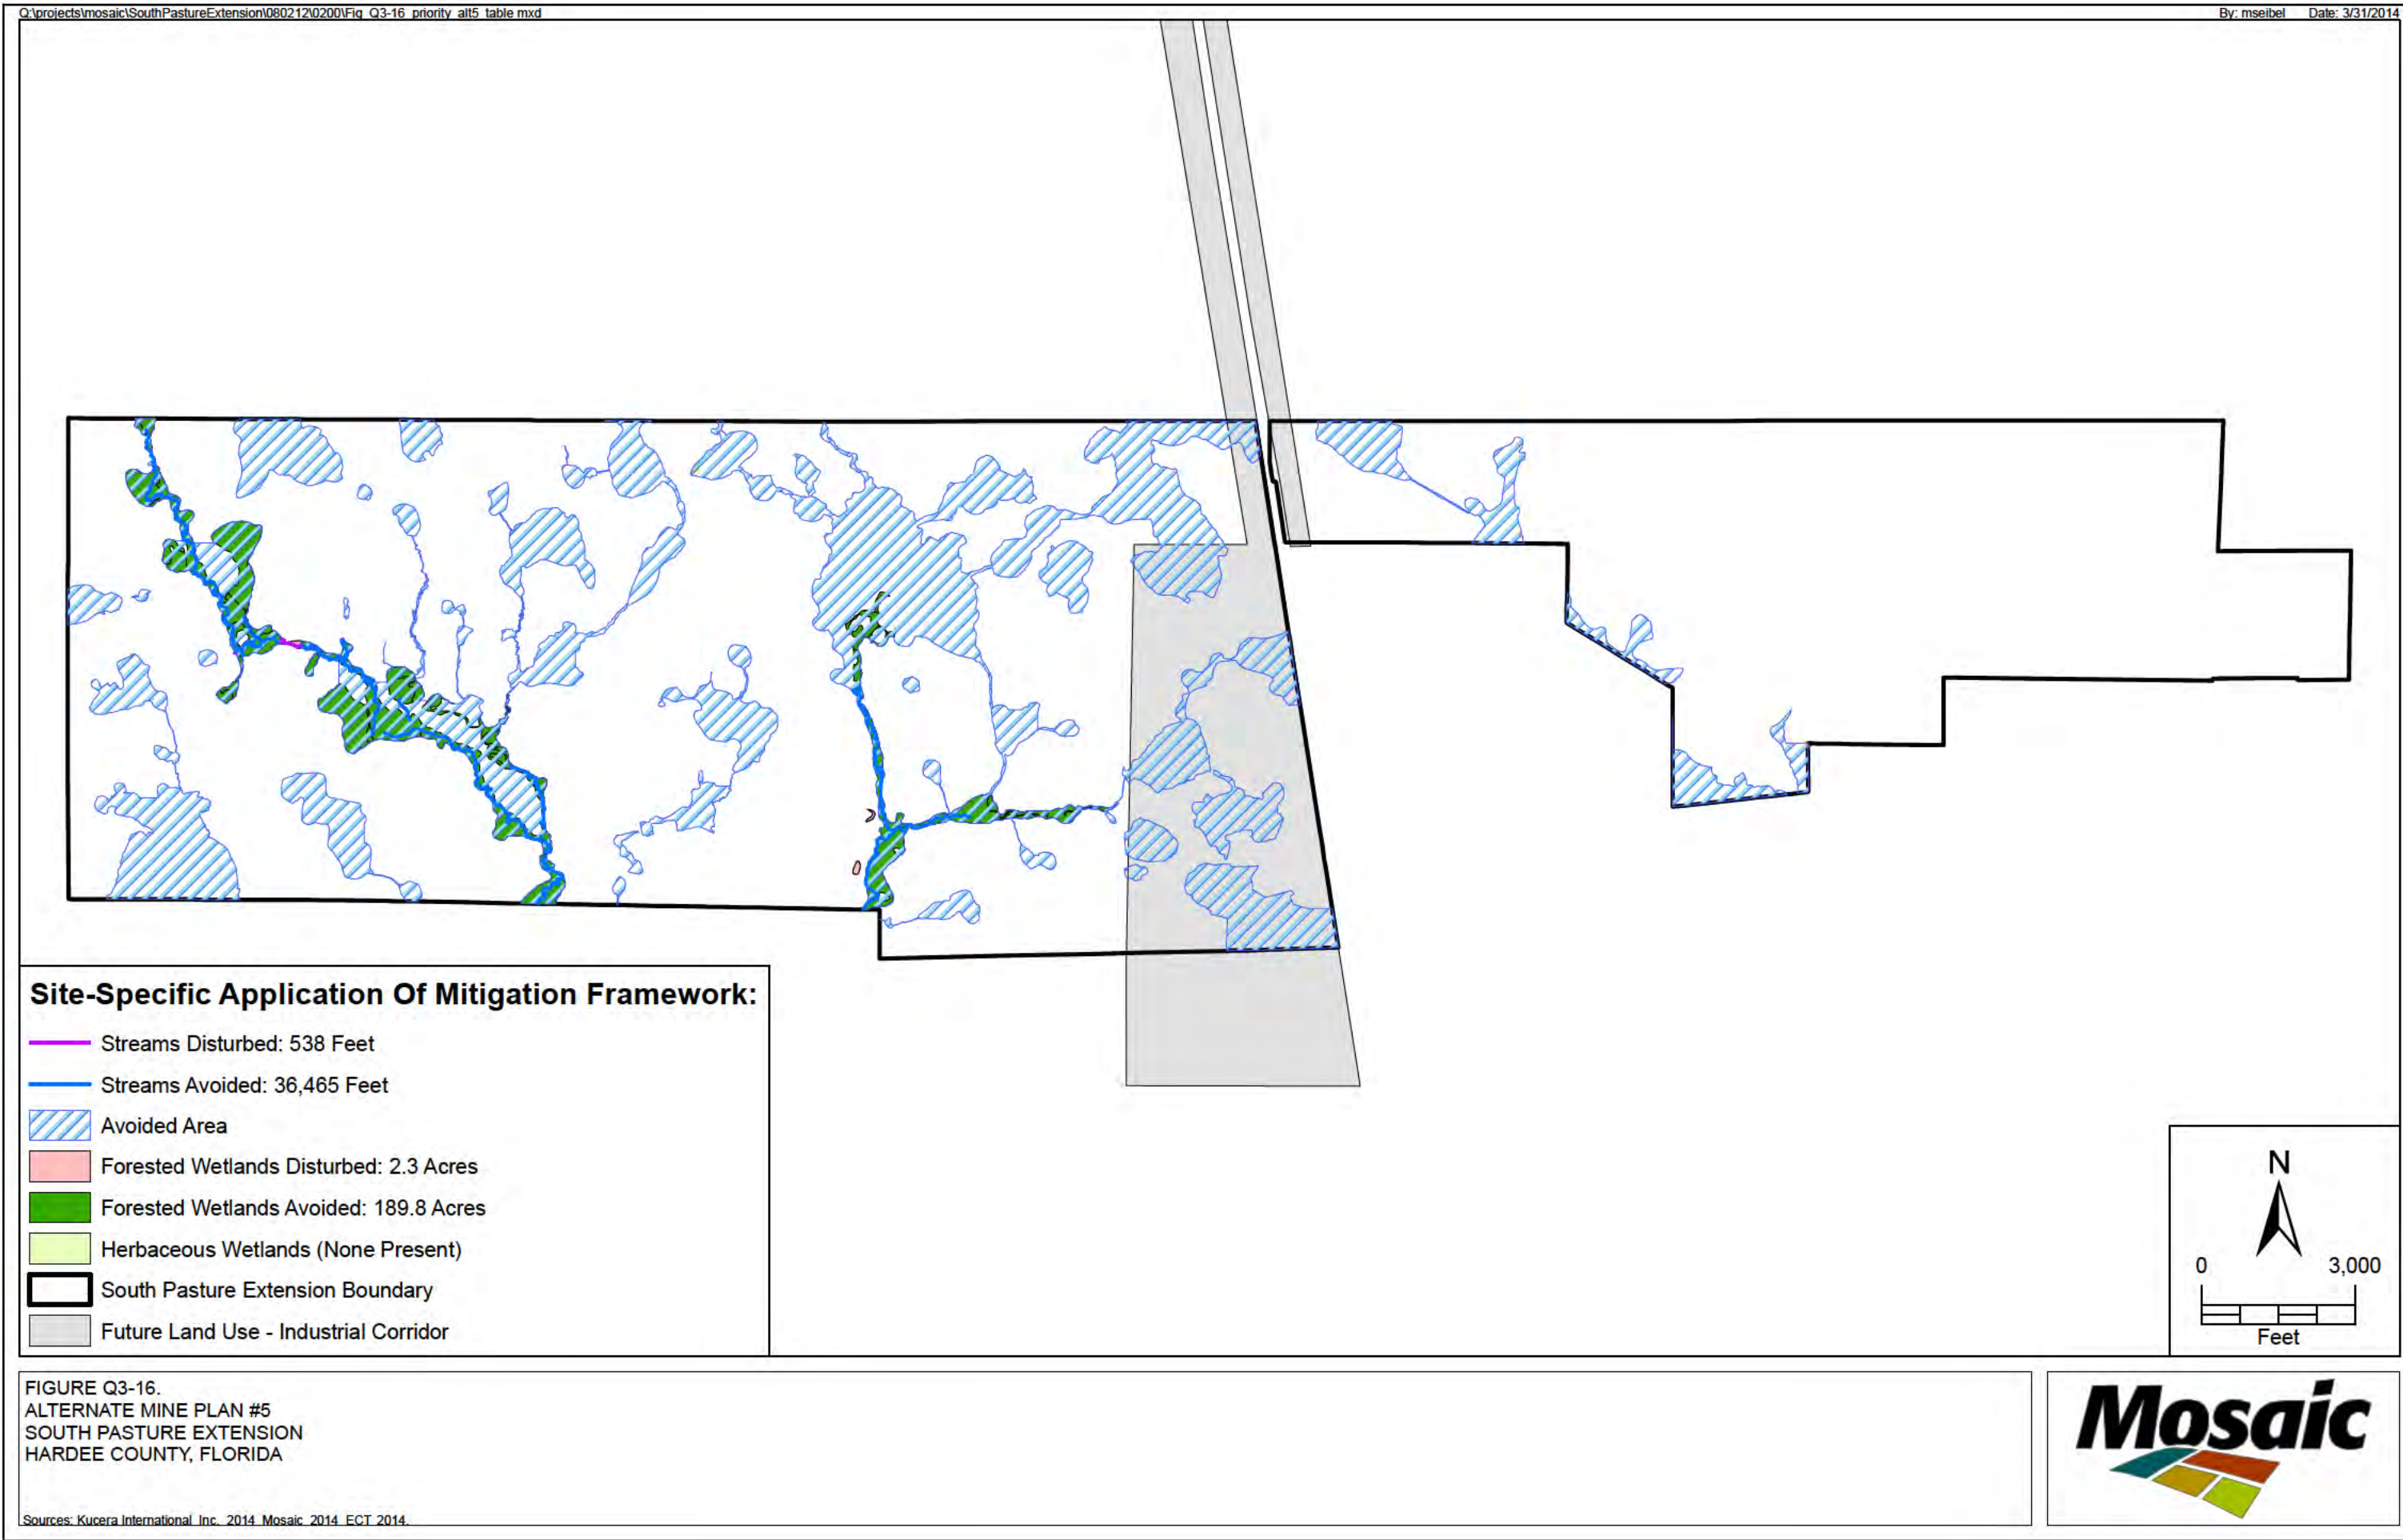 Q:\projects\mosaic\SouthPastureExtension\080212\0200\Fig_Q3-16_priority_alt5_table.mxd
By: mseibel Date: 3/31/2014
Site-Specific Application Of Mitigation Framework:
Streams Disturbed: 538 Feet
Streams Avoided: 36,465 Feet
Avoided Area
Forested Wetlands Disturbed: 2.3 Acres
Forested Wetlands Avoided: 189.8 Acres
Herbaceous Wetlands (None Present)
South Pasture Extension Boundary
Future Land Use - Industrial Corridor
N
0 3,000
Feet
FIGURE Q3-16.
ALTERNATE MINE PLAN #5
SOUTH PASTURE EXTENSION
HARDEE COUNTY, FLORIDA
Sources: Kucera International, Inc., 2014, Mosaic, 2014, ECT 2014.
Mosaic